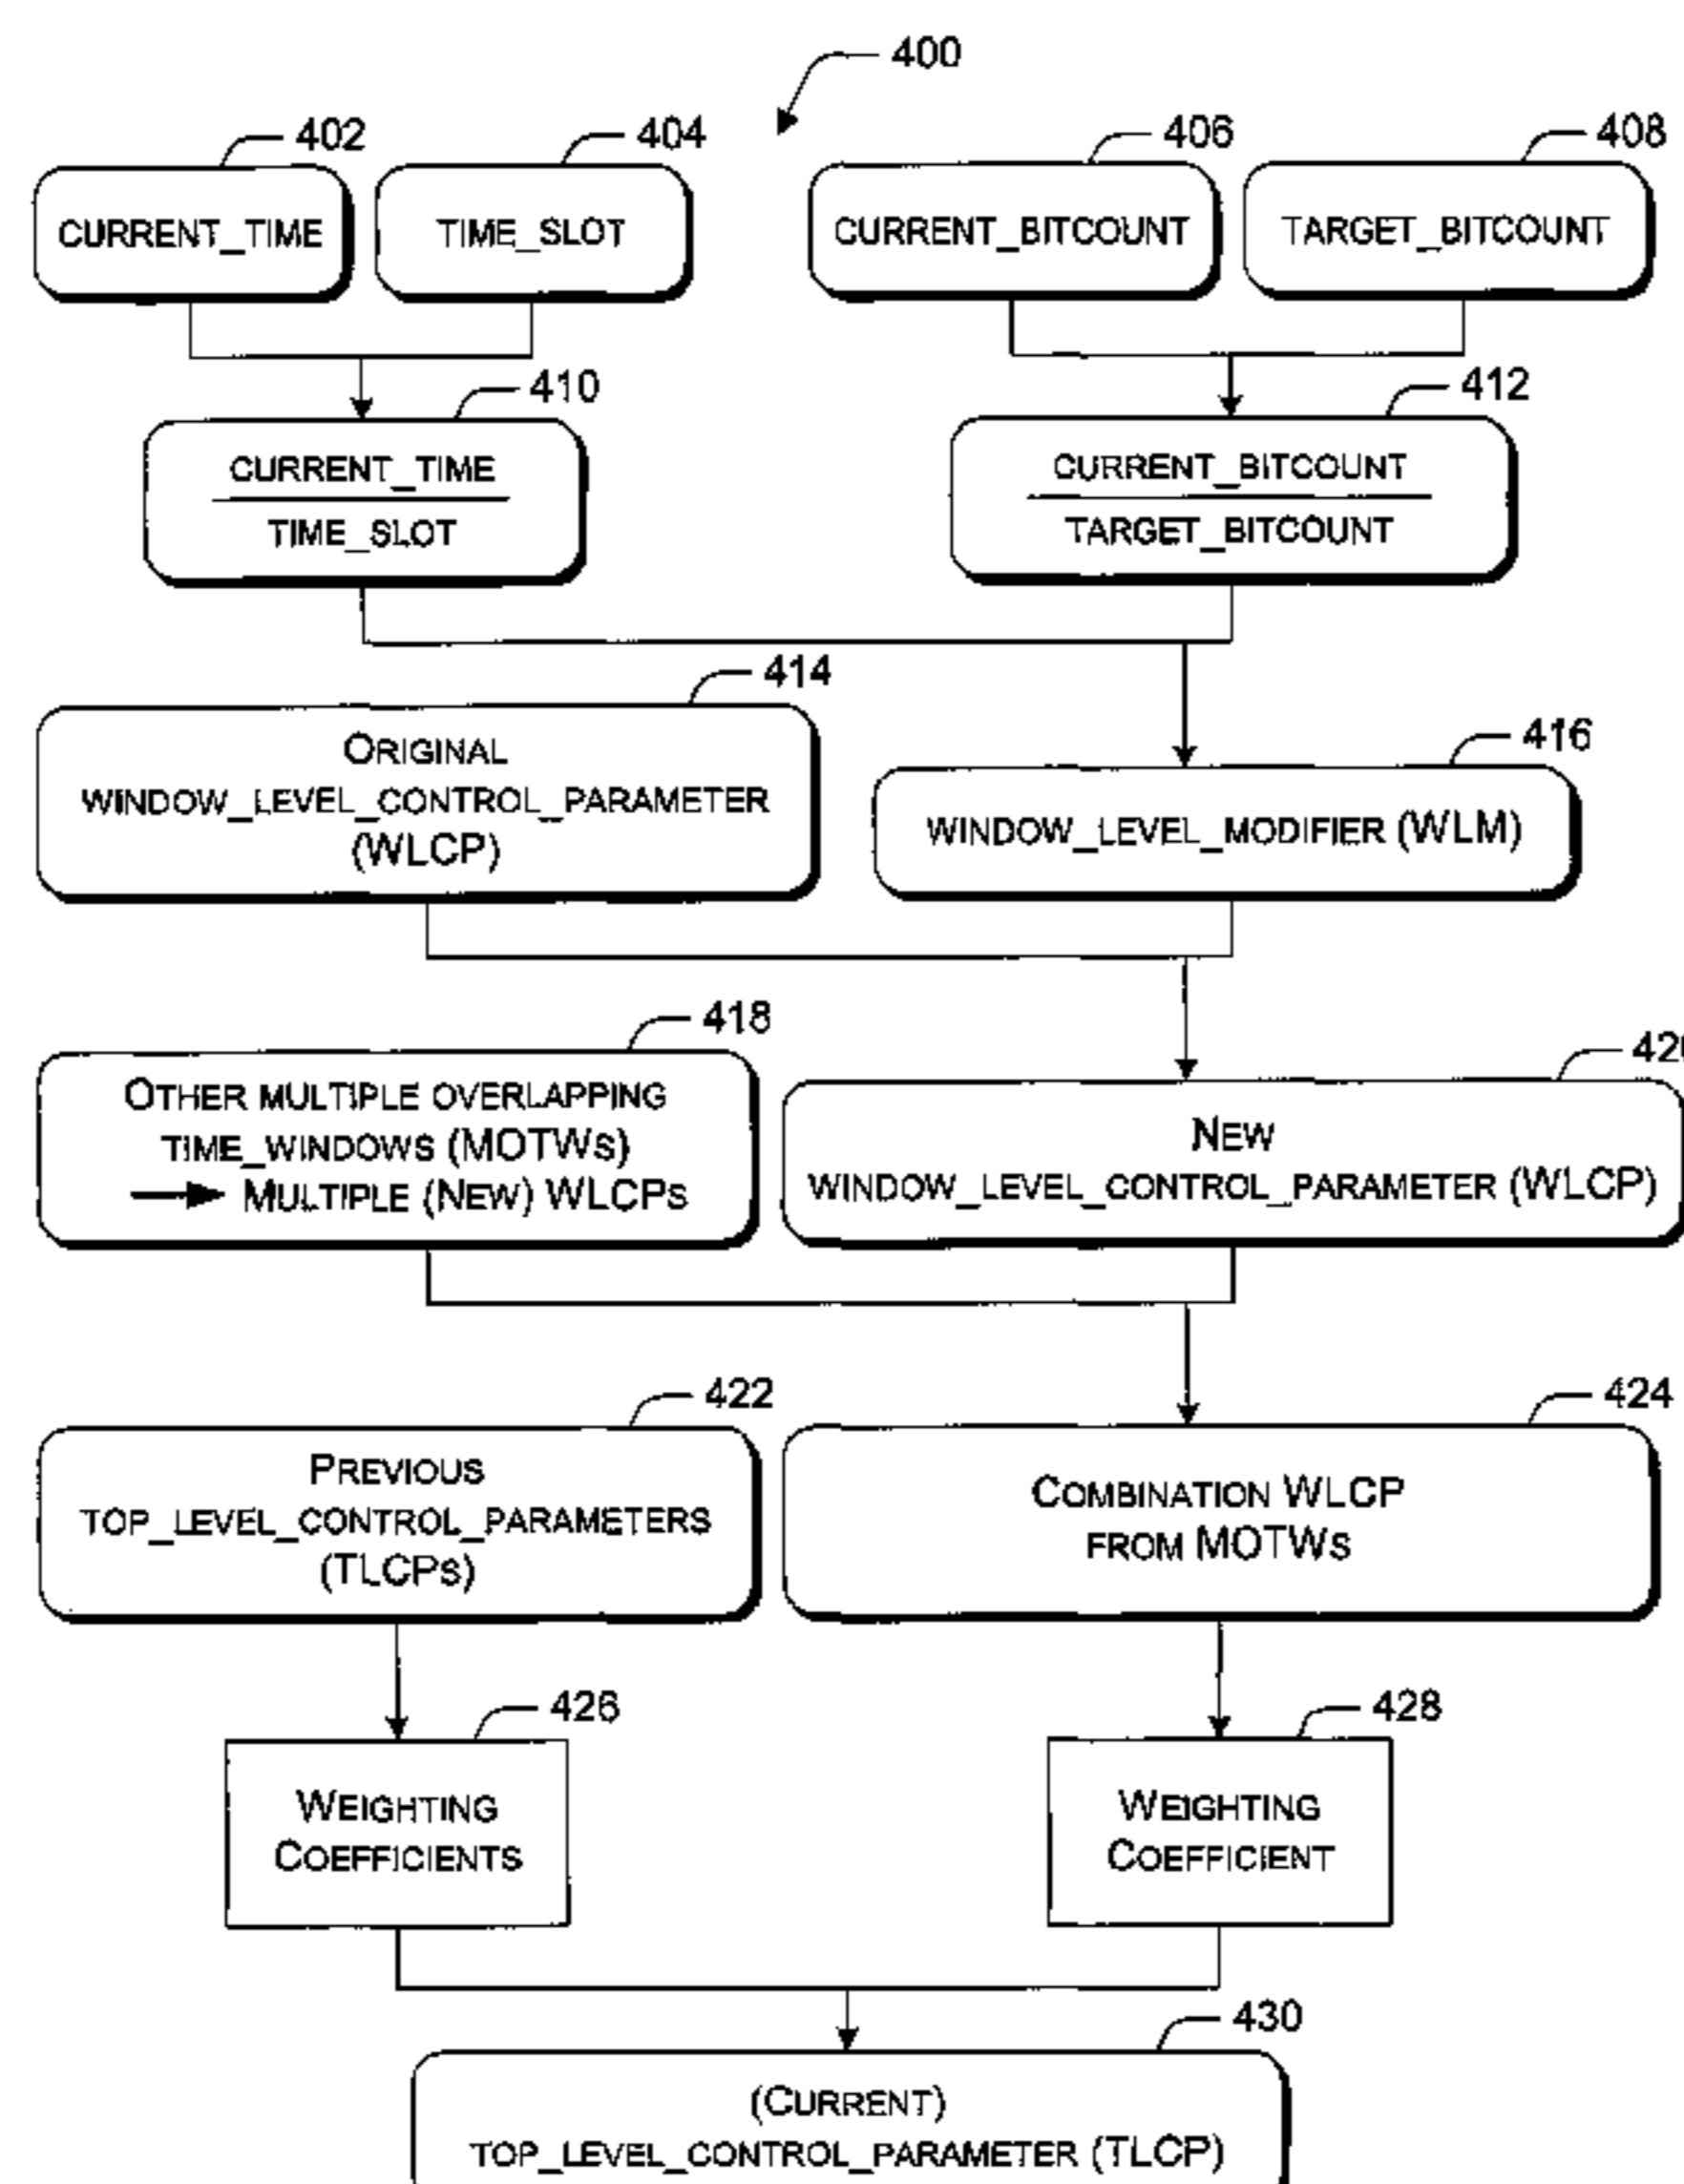 400
402
404
406
408
CURRENT_TIME
TIME_SLOT
CURRENT_BITCOUNT
TARGET_BITCOUNT
410
412
CURRENT_TIME
TIME_SLOT
CURRENT_BITCOUNT
TARGET_BITCOUNT
414
ORIGINAL
WINDOW_LEVEL_CONTROL_PARAMETER
(WLCP)
416
WINDOW_LEVEL_MODIFIER (WLM)
418
OTHER MULTIPLE OVERLAPPING
TIME_WINDOWS (MOTWS)
MULTIPLE (NEW) WLCPS
NEW
WINDOW_LEVEL_CONTROL_PARAMETER (WLCP)
422
PREVIOUS
TOP_LEVEL_CONTROL_PARAMETERS
(TLCPS)
424
COMBINATION WLCP
FROM MOTWS
426
WEIGHTING
COEFFICIENTS
428
WEIGHTING
COEFFICIENT
430
(CURRENT)
TOP_LEVEL_CONTROL_PARAMETER (TLCP)